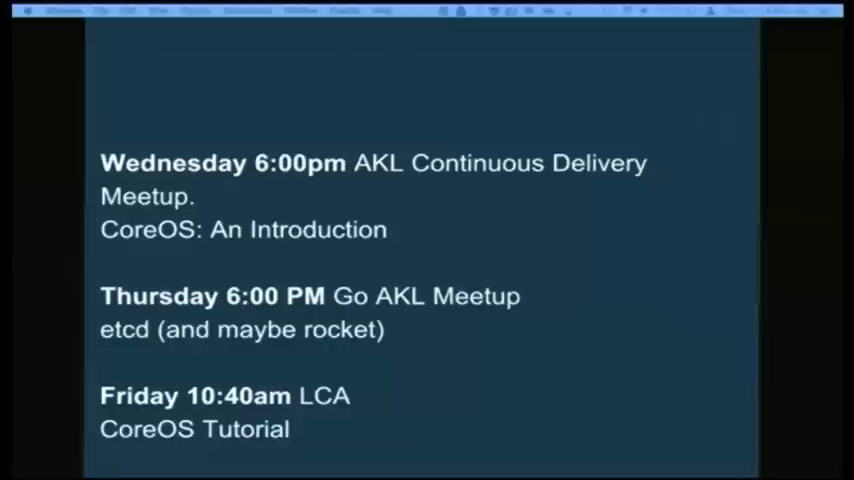 Wednesday 6:00pm AKL Continuous Delivery
Meetup.
CoreOS: An Introduction
Thursday 6:00 PM Go AKL Meetup
etcd (and maybe rocket)
Friday 10:40am LCA
CoreOS Tutorial